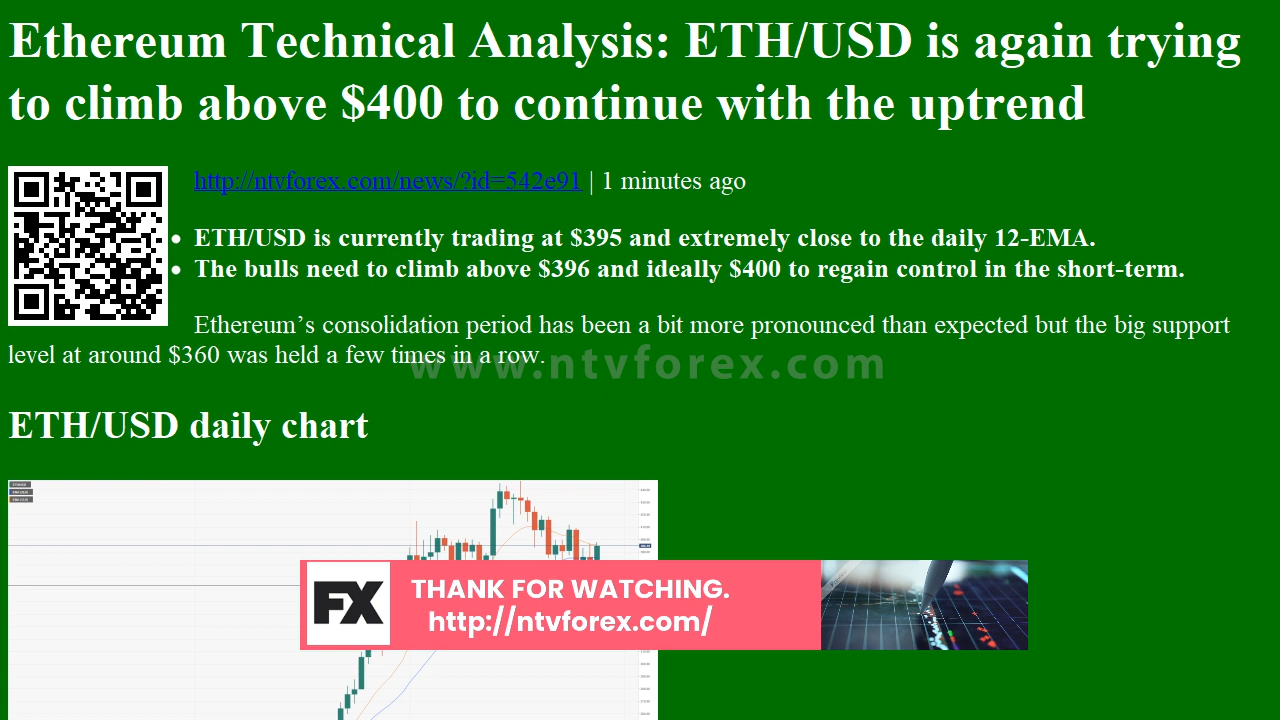 Ethereum Technical Analysis: ETH/USD is again trying
to climb above $400 to continue with the uptrend
http://ntvforex.com/news/?id=542e91 | 1 minutes ago
• ETH/USD is currently trading at $395 and extremely close to the daily 12-EMA.
• The bulls need to climb above $396 and ideally $400 to regain control in the short-term.
Ethereum’s consolidation period has been a bit more pronounced than expected but the big support
level at around $360 was held a few times in a row.
www.ntvforex.com
ETH/USD daily chart
FX
THANK FOR WATCHING.
http://ntvforex.com/